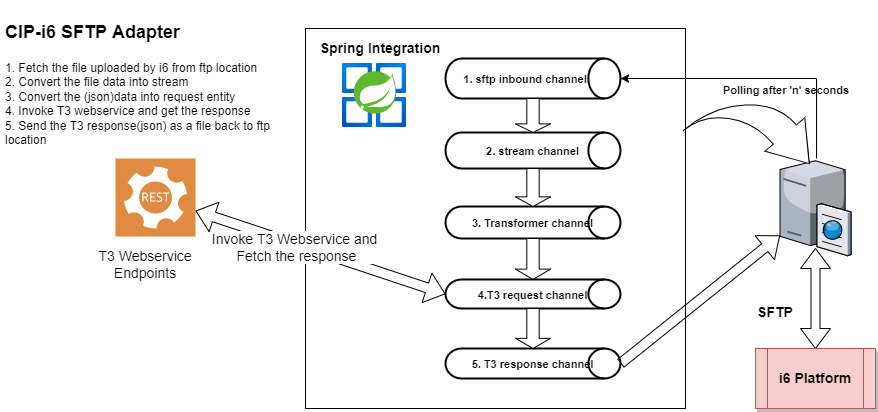 CIP-i6 SFTP Adapter
1. Fetch the file uploaded by i6 from ftp location
2. Convert the file data into stream
3. Convert the (json)data into request entity
4. Invoke T3 webservice and get the response
5. Send the T3 response(json) as a file back to ftp
location
REST
T3 Webservice
Endpoints
Invoke T3 Webservice and
Fetch the response
Spring Integration
1. sftp inbound channel
2. stream channel
3. Transformer channel
4.T3 request channel
5. T3 response channel
Polling after 'n' seconds
SFTP
i6 Platform